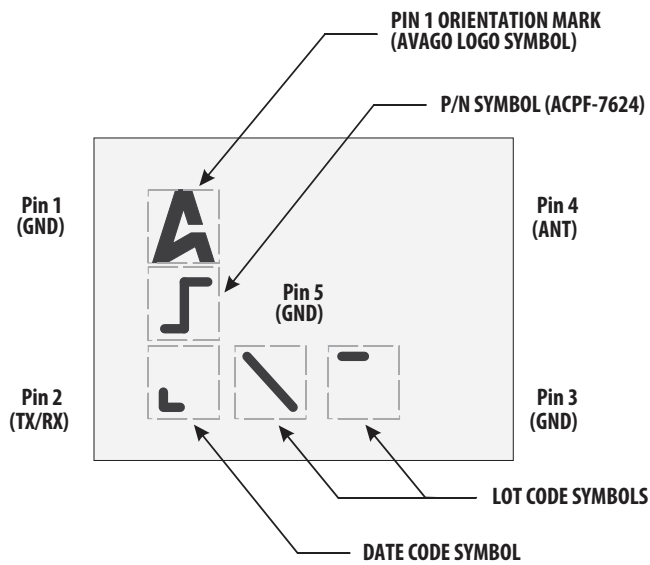 PIN 1 ORIENTATION MARK
(AVAGO LOGO SYMBOL)
P/N SYMBOL (ACPF-7624)
Pin 1
(GND)
Pin 4
(ANT)
Pin 5
(GND)
Pin 2
(TX/RX)
Pin 3
(GND)
LOT CODE SYMBOLS
DATE CODE SYMBOL